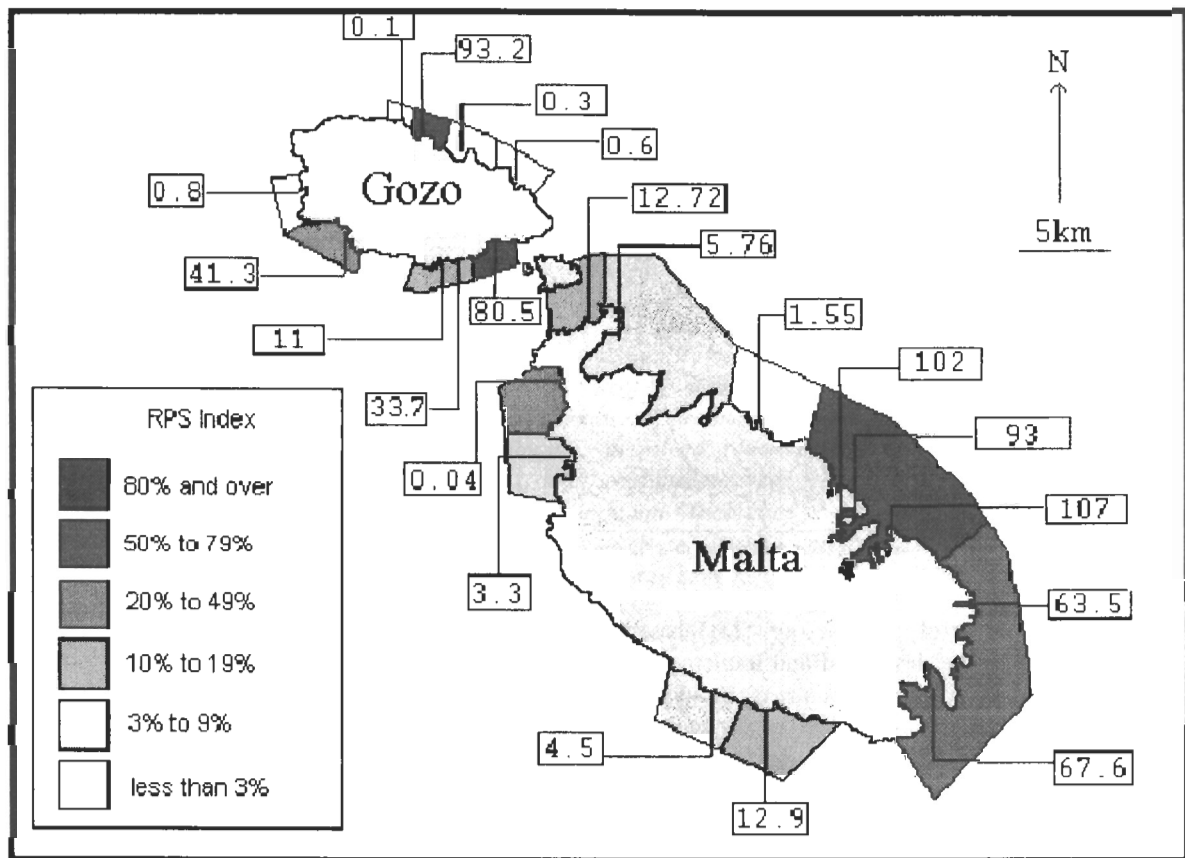 0.1
93.2
0.3
0.6
N
0.8
Gozo
12.72
5km
5.76
41.3
80.5
1.55
11
102
33.7
93
RPS Index
0.04
80% and over
107
50% to 79%
Malta
3.3
20% to 49%
63.5
10% to 19%
3% to 9%
4.5
67.6
less than 3%
12.9